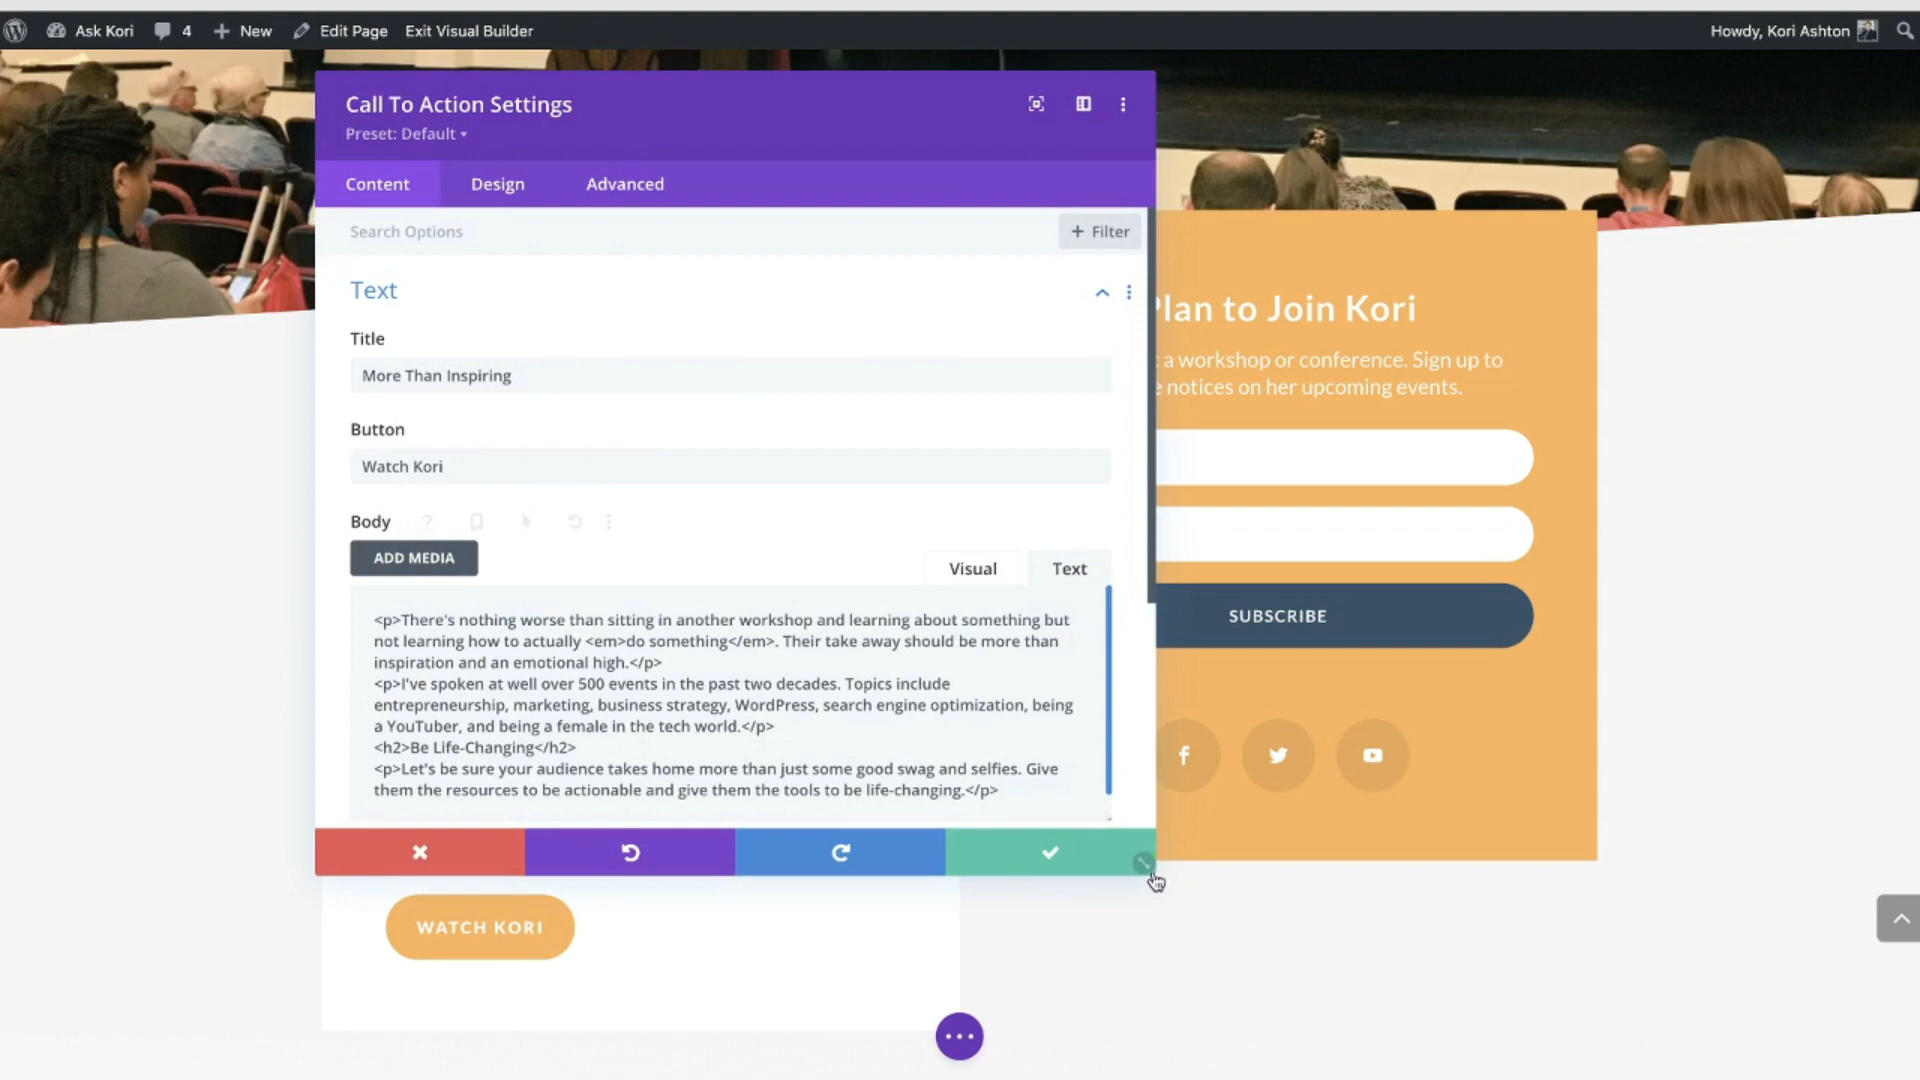 Ask Kori 4 New Edit Page Exit Visual Builder Howdy, Kori Ashton
Call To Action Settings
Preset: Default
Content Design Advanced
Search Options + Filter
Text
Title
More Than Inspiring
Button
Watch Kori
Body ?
ADD MEDIA
Visual Text
<p>There's nothing worse than sitting in another workshop and learning about something but
not learning how to actually <em>do something</em>. Their take away should be more than
inspiration and an emotional high.</p>
<p>I've spoken at well over 500 events in the past two decades. Topics include
entrepreneurship, marketing, business strategy, WordPress, search engine optimization, being
a YouTuber, and being a female in the tech world.</p>
<h2>Be Life-Changing</h2>
<p>Let's be sure your audience takes home more than just some good swag and selfies. Give
them the resources to be actionable and give them the tools to be life-changing.</p>
WATCH KORI
Plan to Join Kori
a workshop or conference. Sign up to
notices on her upcoming events.
SUBSCRIBE